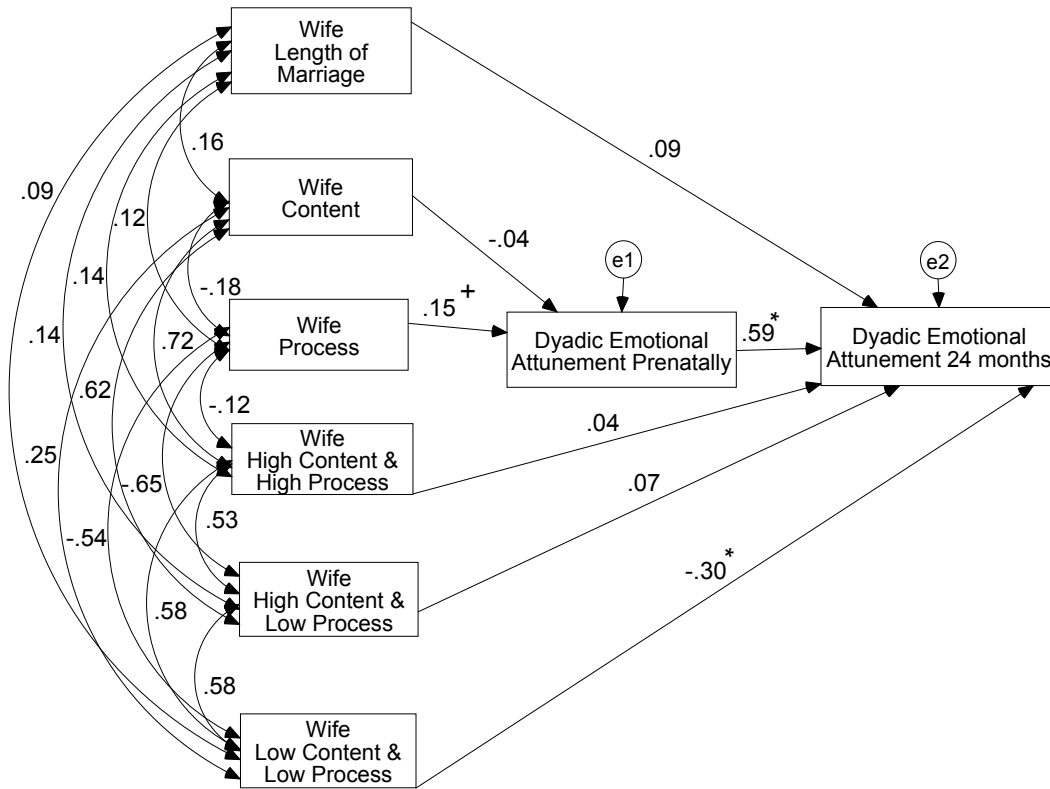 Wife
Length of
Marriage
.09
.16
.09
Wife
Content
.12
-.04
e1
e2
.14
-.18
Wife
Process
.15 +
Dyadic Emotional
Attunement Prenatally
.59*
Dyadic Emotional
Attunement 24 months
.14
.72
.62
-.12
Wife
High Content &
High Process
.04
.25
-.65
.53
.07
-.54
Wife
High Content &
Low Process
-.30*
.58
.58
Wife
Low Content &
Low Process